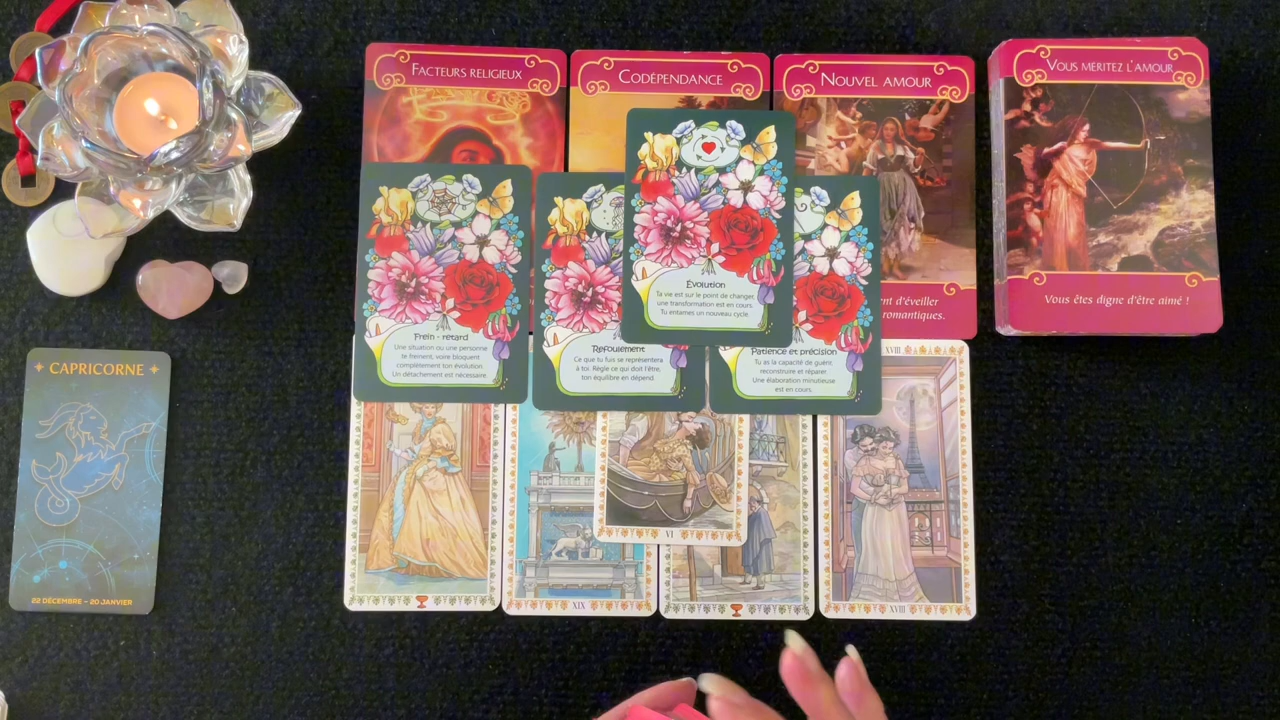 FACTEURS RELIGIEUX
CODÉPENDANCE
NOUVEL AMOUR
VOUS MERITEZ L'AMOUR
nt d'éveiller
romantiques.
Vous êtes digne d'être aimé !
Évolution
Ta vie est sur le point de changer,
une transformation est en cours.
Tu entames un nouveau cycle.
Frein - retard
Une situation ou une personne
te freinent, voire bloquent
complètement ton évolution.
Un détachement est nécessaire.
Refoulement
Ce que tu fuis se représentera
à toi. Règle ce qui doit l'être,
ton équilibre en dépend.
Patience et précision
Tu as la capacité de guérir,
reconstruire et réparer.
Une élaboration minutieuse
est en cours.
CAPRICORNE
22 DÉCEMBRE – 20 JANVIER
XVIII
VI
XIX
XVIII